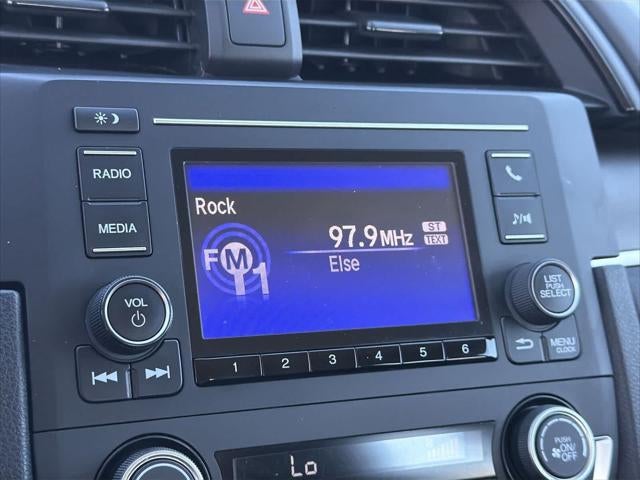 RADIO
MEDIA
VOL
Rock
97.9MHz
ST
TEXT
Else
FM1
1 2 3 4 5 6
LIST
PUSH
SELECT
MENU
CLOCK
Lo
PUSH
ON/
OFF